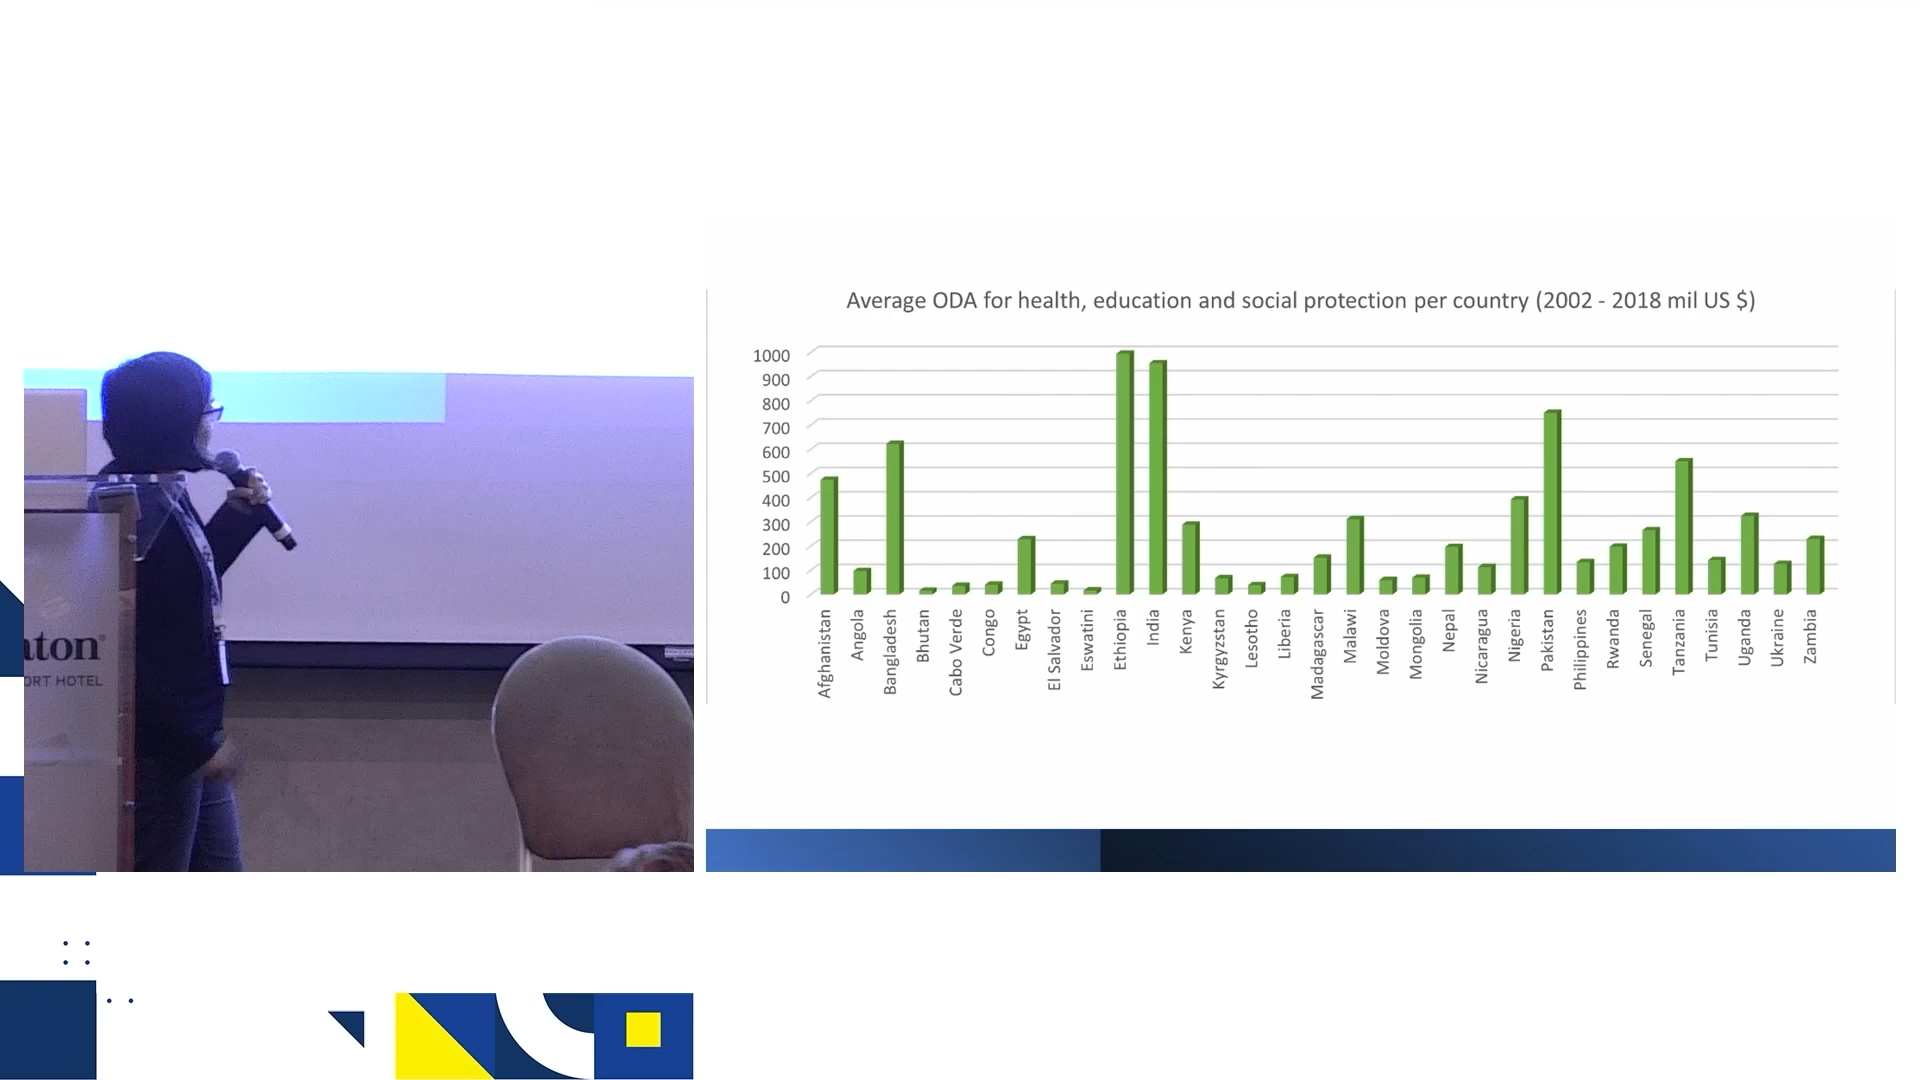 aton
ORT HOTEL
Average ODA for health, education and social protection per country (2002 - 2018 mil US $)
1000
900
800
700
600
500
400
300
200
100
0
Afghanistan
Angola
Bangladesh
Bhutan
Cabo Verde
Congo
Egypt
El Salvador
Eswatini
Ethiopia
India
Kenya
Kyrgyzstan
Lesotho
Liberia
Madagascar
Malawi
Moldova
Mongolia
Nepal
Nicaragua
Nigeria
Pakistan
Philippines
Rwanda
Senegal
Tanzania
Tunisia
Uganda
Ukraine
Zambia